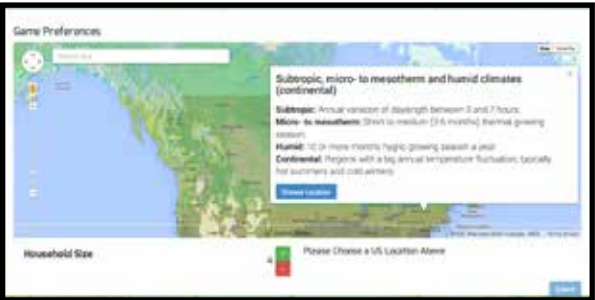 Game Preferences
Subtropic, micro- to mesotherm and humid climates
(continental)
Subtropic: Annual variation of daylength between 3 and 7 hours.
Micro- to mesotherm: Short to medium (3-6 months) thermal growing
season.
Humid: 10 or more months hygric growing season a year
Continental: Regions with a big annual temperature fluctuation, typically
hot summers and cold winters
Choose Location
Household Size
4
Please Choose a US Location Above
Submit